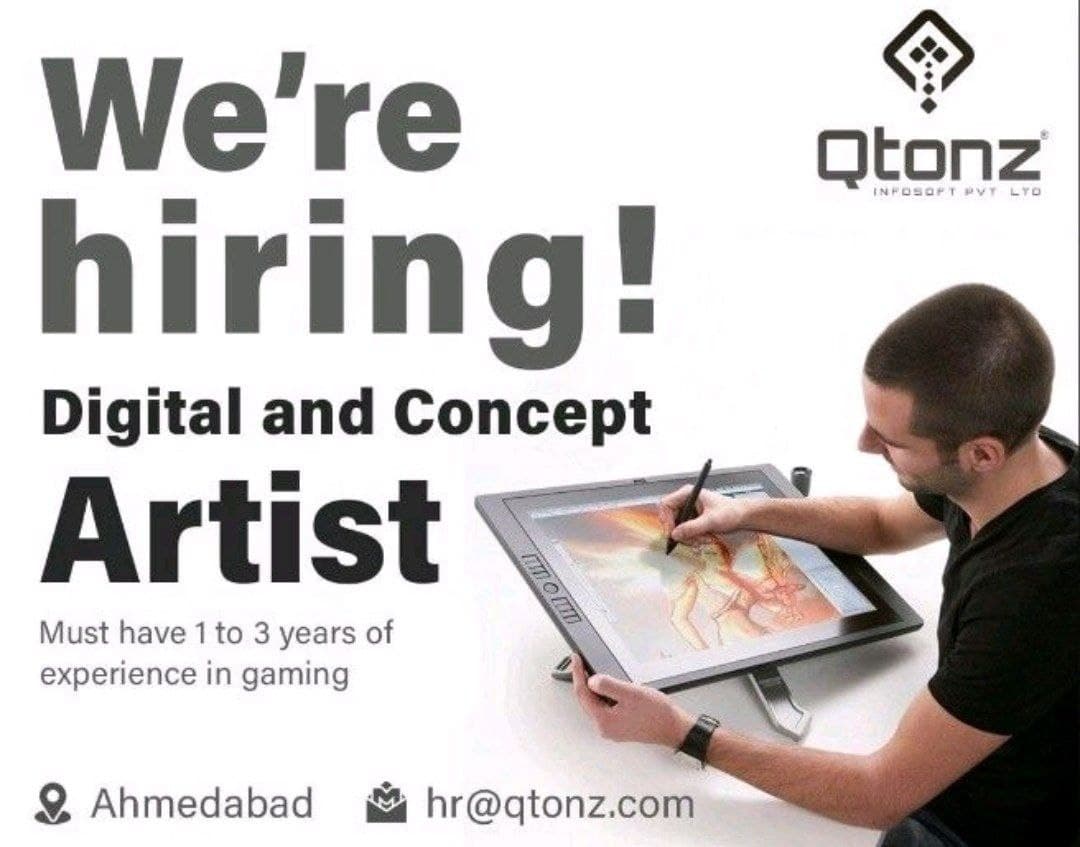 We're
hiring!
Digital and Concept
Artist
Must have 1 to 3 years of
experience in gaming
Ahmedabad
hr@qtonz.com
Qtonz®
INFOSOFT PVT LTD